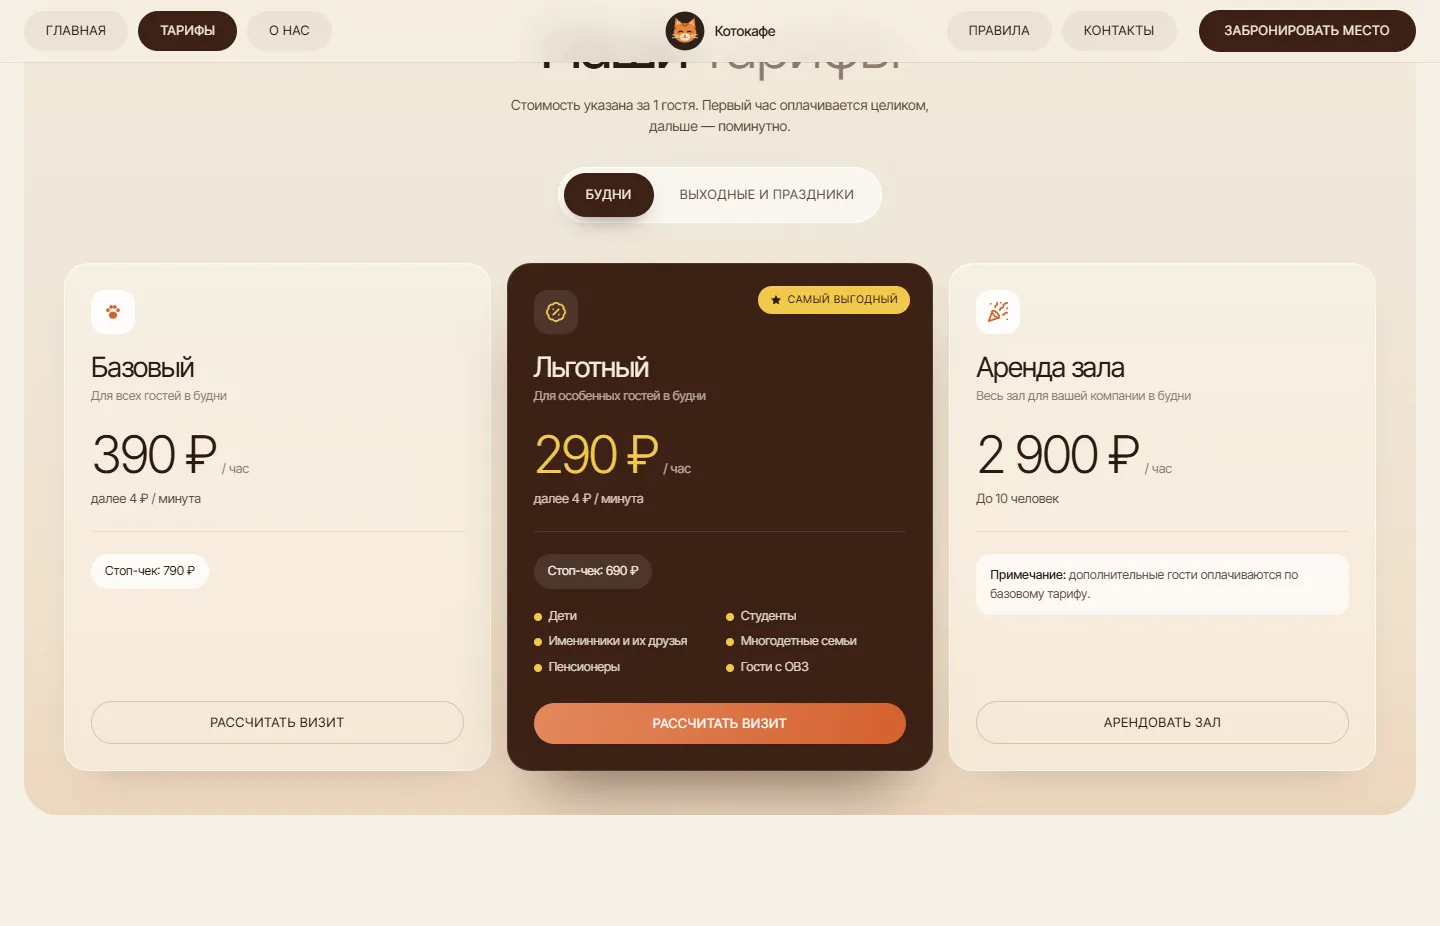 ГЛАВНАЯ
ТАРИФЫ
О НАС
Котокафе
ПРАВИЛА
КОНТАКТЫ
ЗАБРОНИРОВАТЬ МЕСТО
Наши тарифы
Стоимость указана за 1 гостя. Первый час оплачивается целиком,
дальше — поминутно.
БУДНИ
ВЫХОДНЫЕ И ПРАЗДНИКИ
Базовый
Для всех гостей в будни
390 ₽ / час
далее 4 ₽ / минута
Стоп-чек: 790 ₽
РАССЧИТАТЬ ВИЗИТ
САМЫЙ ВЫГОДНЫЙ
Льготный
Для особенных гостей в будни
290 ₽ / час
далее 4 ₽ / минута
Стоп-чек: 690 ₽
Дети
Студенты
Именинники и их друзья
Многодетные семьи
Пенсионеры
Гости с ОВЗ
РАССЧИТАТЬ ВИЗИТ
Аренда зала
Весь зал для вашей компании в будни
2 900 ₽ / час
До 10 человек
Примечание: дополнительные гости оплачиваются по
базовому тарифу.
АРЕНДОВАТЬ ЗАЛ